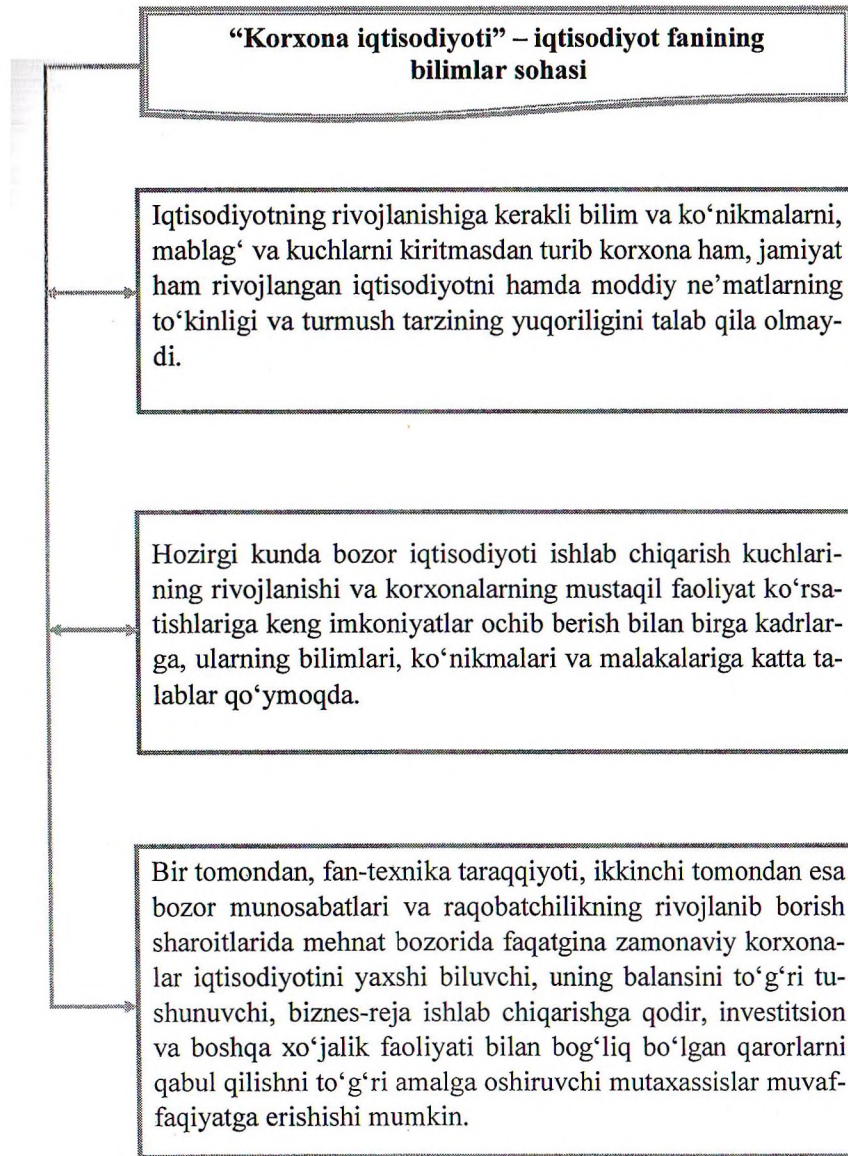 “Korxona iqtisodiyoti” – iqtisodiyot fanining
bilimlar sohasi
Iqtisodiyotning rivojlanishiga kerakli bilim va ko‘nikmalarni,
mablag‘ va kuchlarni kiritmasdan turib korxona ham, jamiyat
ham rivojlangan iqtisodiyotni hamda moddiy ne’matlarning
to‘kinligi va turmush tarzining yuqoriligini talab qila olmay-
di.
Hozirgi kunda bozor iqtisodiyoti ishlab chiqarish kuchlari-
ning rivojlanishi va korxonalarning mustaqil faoliyat ko‘rsa-
tishlariga keng imkoniyatlar ochib berish bilan birga kadrlar-
ga, ularning bilimlari, ko‘nikmalari va malakalariga katta ta-
lablar qo‘ymoqda.
Bir tomondan, fan-texnika taraqqiyoti, ikkinchi tomondan esa
bozor munosabatlari va raqobatchilikning rivojlanib borish
sharoitlarida mehnat bozorida faqatgina zamonaviy korxona-
lar iqtisodiyotini yaxshi biluvchi, uning balansini to‘g‘ri tu-
shunuvchi, biznes-reja ishlab chiqarishga qodir, investitsion
va boshqa xo‘jalik faoliyati bilan bog‘liq bo‘lgan qarorlarni
qabul qilishni to‘g‘ri amalga oshiruvchi mutaxassislar muvaf-
faqiyatga erishishi mumkin.